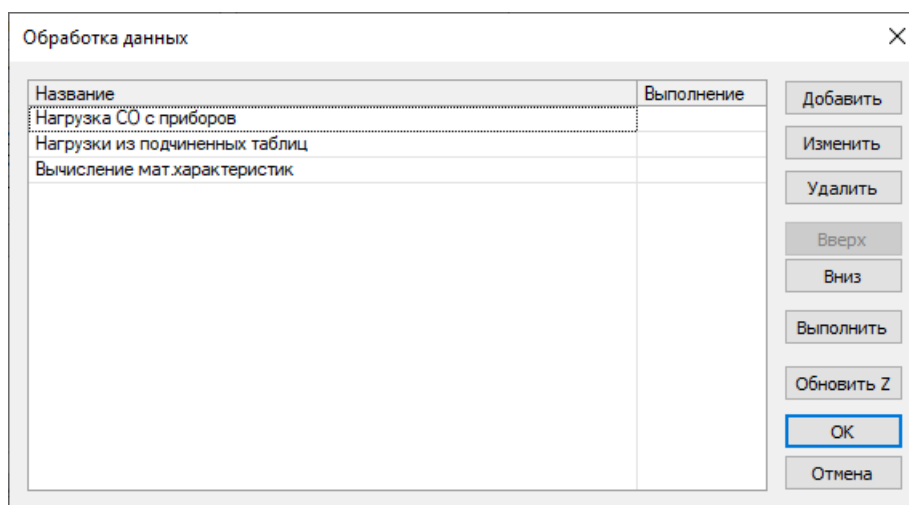 Обработка данных
Название Выполнение
Нагрузка СО с приборов
Нагрузки из подчиненных таблиц
Вычисление мат.характеристик
Добавить
Изменить
Удалить
Вверх
Вниз
Выполнить
Обновить Z
ОК
Отмена